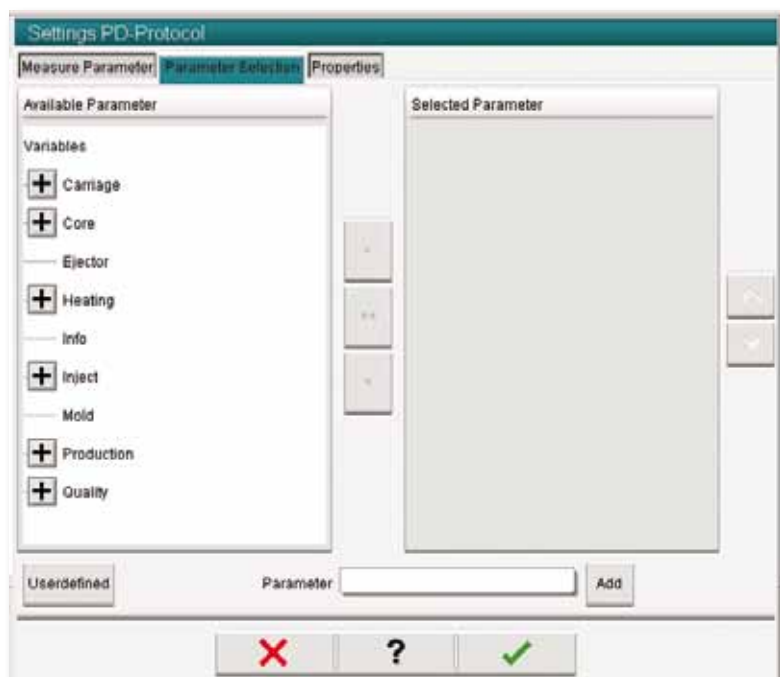 Settings PD-Protocol
Measure Parameter Parameter Selection Properties
Available Parameter
Selected Parameter
Variables
Carriage
Core
Ejector
Heating
Info
Inject
Mold
Production
Quality
Userdefined
Parameter
Add
?